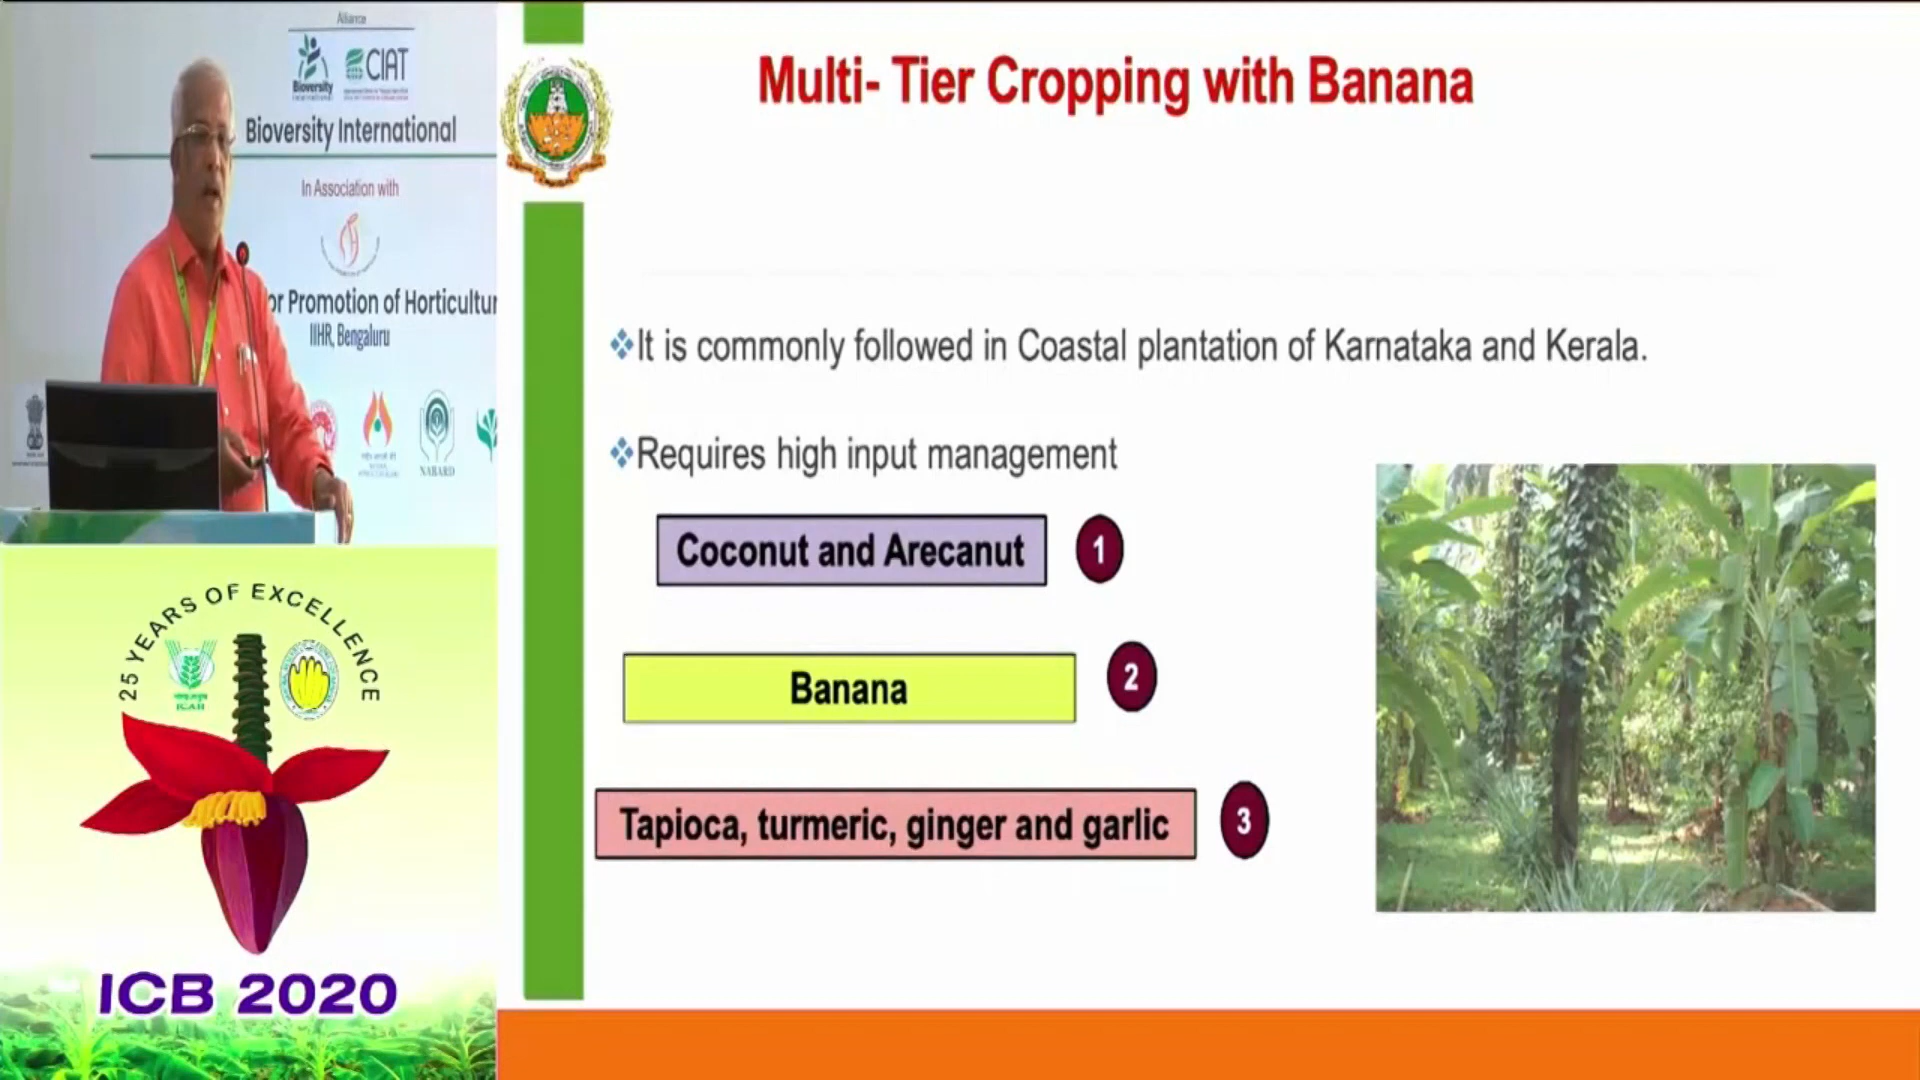 Alliance
Bioversity
CIAT
Bioversity International
In Association with
or Promotion of Horticultur
IIHR, Bengaluru
NABARD
25 YEARS OF EXCELLENCE
ICAR
ICB 2020
Multi- Tier Cropping with Banana
It is commonly followed in Coastal plantation of Karnataka and Kerala.
Requires high input management
Coconut and Arecanut 1
Banana 2
Tapioca, turmeric, ginger and garlic 3